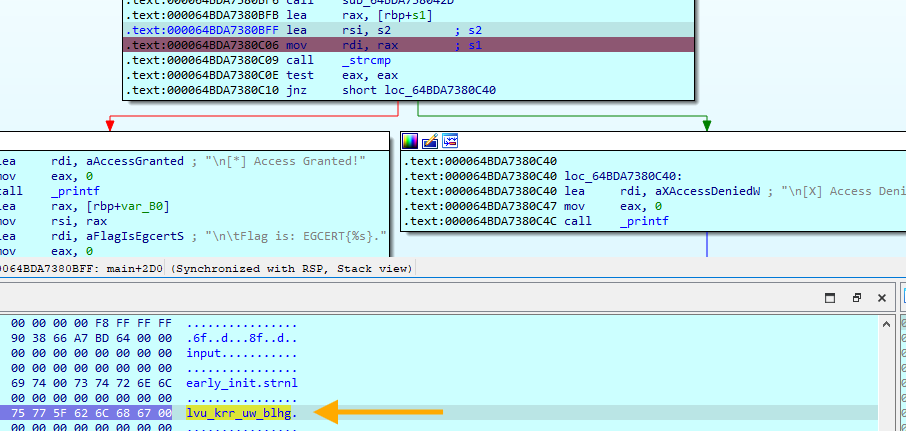 .text:000064BDA7380BF6 call sub_64BDA738042D
.text:000064BDA7380BFB lea rax, [rbp+s1]
.text:000064BDA7380BFF lea rsi, s2 ; s2
.text:000064BDA7380C06 mov rdi, rax ; s1
.text:000064BDA7380C09 call _strcmp
.text:000064BDA7380C0E test eax, eax
.text:000064BDA7380C10 jnz short loc_64BDA7380C40
lea rdi, aAccessGranted ; "\n[*] Access Granted!"
mov eax, 0
call _printf
lea rax, [rbp+var_B0]
mov rsi, rax
lea rdi, aFlagIsEgcertS ; "\n\tFlag is: EGCERT{%s}."
mov eax, 0
.text:000064BDA7380C40
.text:000064BDA7380C40 loc_64BDA7380C40:
.text:000064BDA7380C40 lea rdi, aXAccessDeniedW ; "\n[X] Access Deni
.text:000064BDA7380C47 mov eax, 0
.text:000064BDA7380C4C call _printf
0064BDA7380BFF: main+2D0 (Synchronized with RSP, Stack view)
00 00 00 00 F8 FF FF FF ................
90 38 66 A7 BD 64 00 00 .6f..d...8f..d..
00 00 00 00 00 00 00 00 input...........
00 00 00 00 00 00 00 00 ................
69 74 00 73 74 72 6E 6C early_init.strnl
00 00 00 00 00 00 00 00 ................
75 77 5F 62 6C 68 67 00 lvu_krr_uw_blhg.
00 00 00 00 00 00 00 00 ................